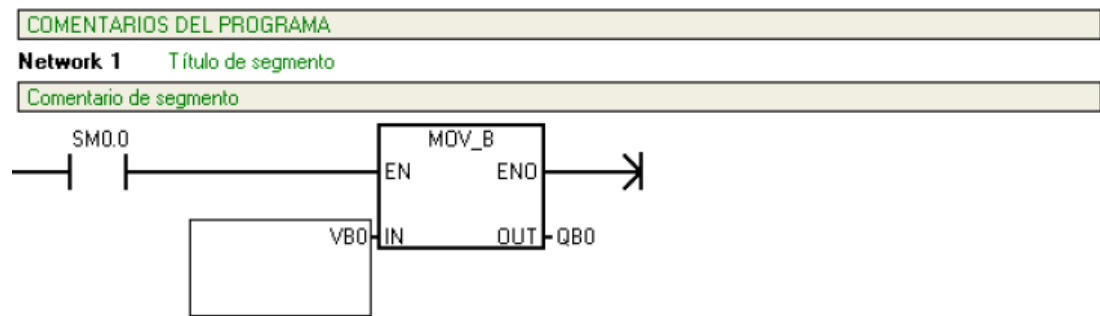 COMENTARIOS DEL PROGRAMA
Network 1 Título de segmento
Comentario de segmento
SM0.0
MOV_B
EN ENO
VB0 IN OUT QB0